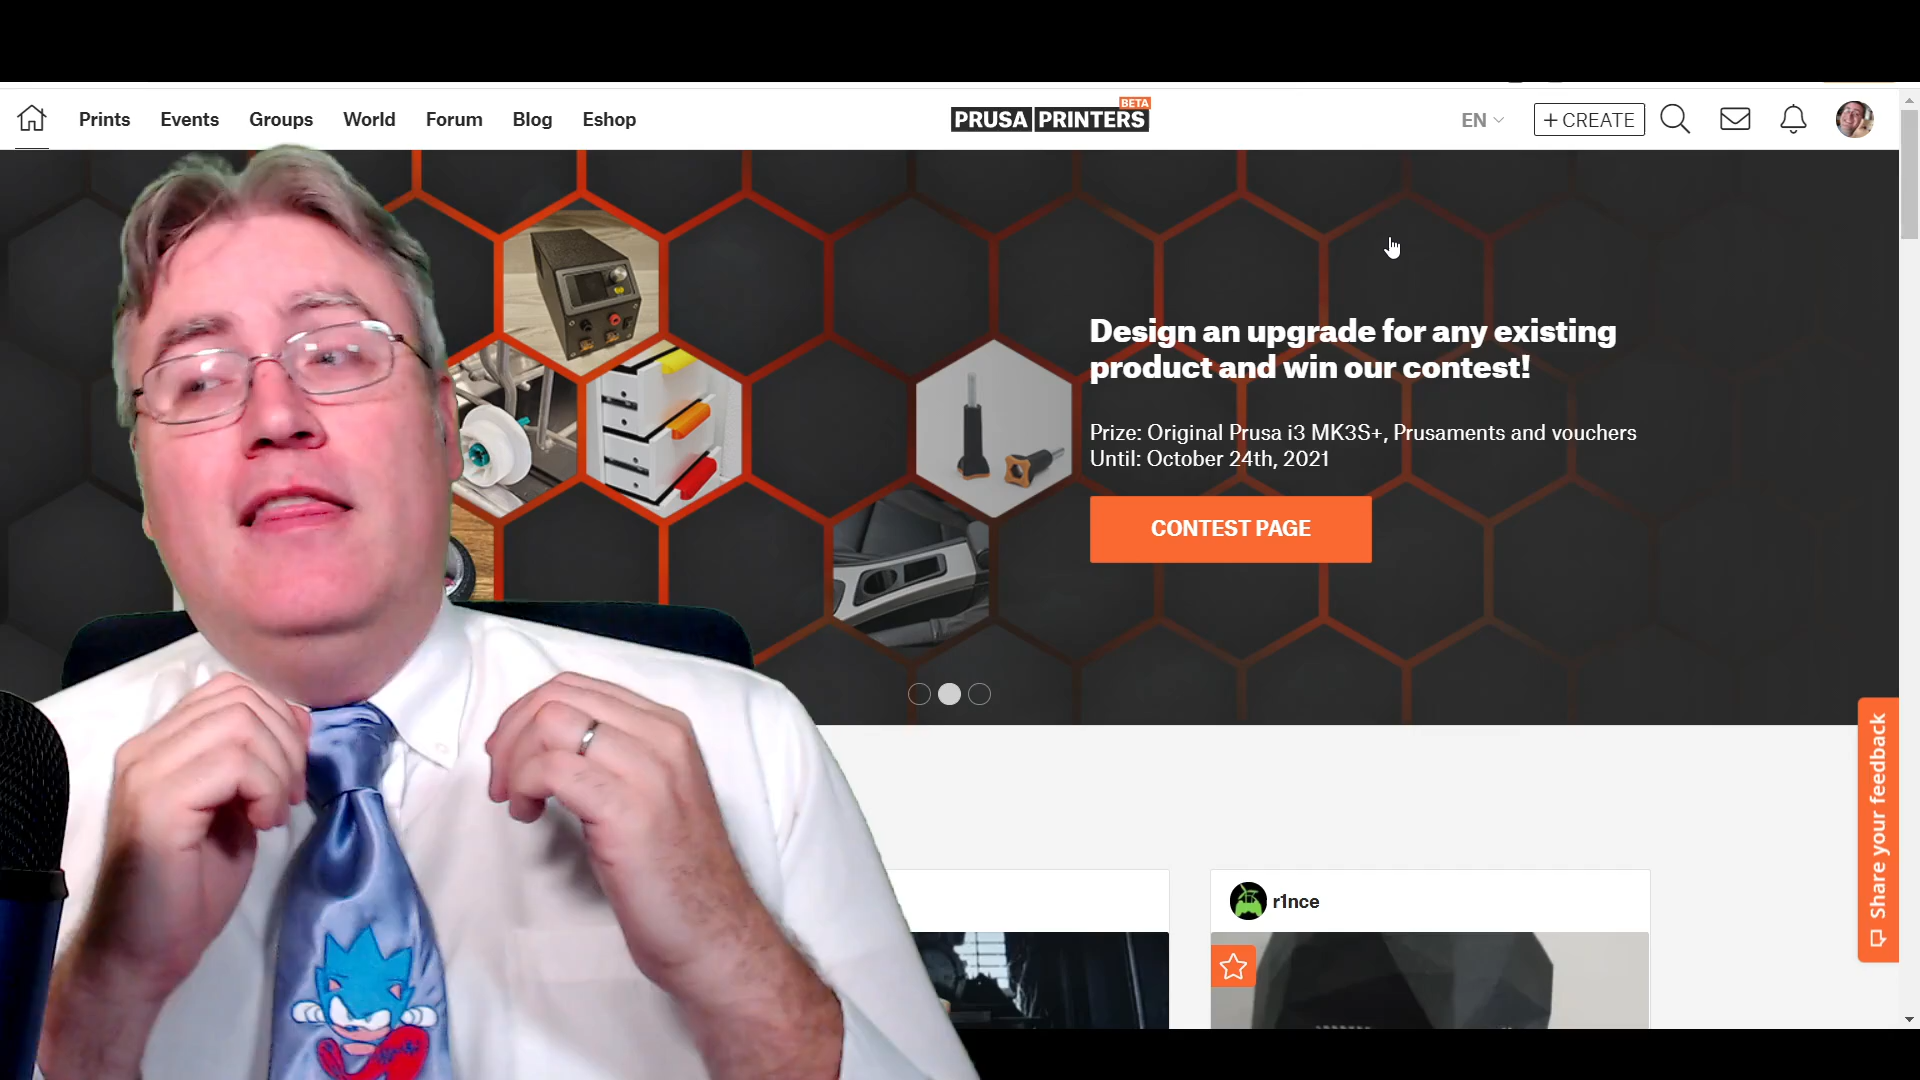 Prints Events Groups World Forum Blog Eshop
PRUSA PRINTERS BETA
EN + CREATE
Design an upgrade for any existing
product and win our contest!
Prize: Original Prusa i3 MK3S+, Prusaments and vouchers
Until: October 24th, 2021
CONTEST PAGE
Share your feedback
r1nce